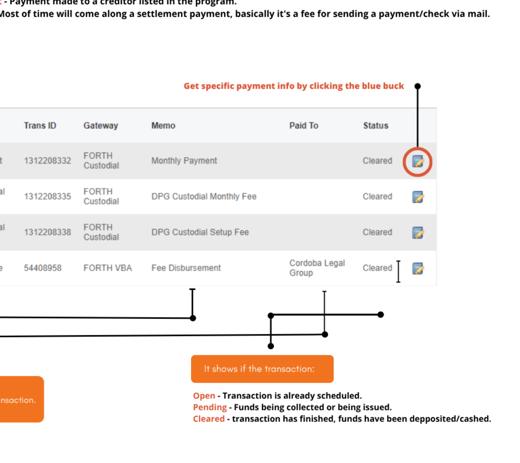 - Payment made to a creditor listed in the program.
Most of time will come along a settlement payment, basically it's a fee for sending a payment/check via mail.
Get specific payment info by clicking the blue buck
Trans ID Gateway Memo Paid To Status
1312208332 FORTH Custodial Monthly Payment Cleared
1312208335 FORTH Custodial DPG Custodial Monthly Fee Cleared
1312208338 FORTH Custodial DPG Custodial Setup Fee Cleared
54408958 FORTH VBA Fee Disbursement Cordoba Legal Group Cleared
It shows if the transaction:
nsaction.
Open - Transaction is already scheduled.
Pending - Funds being collected or being issued.
Cleared - transaction has finished, funds have been depposited/cashed.